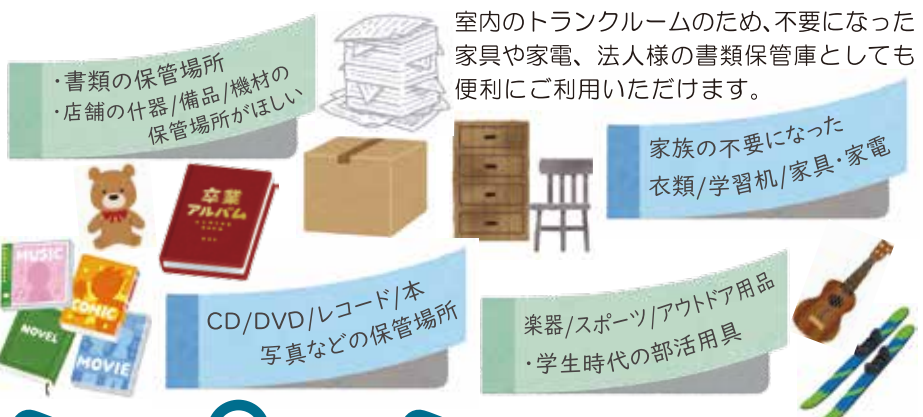 室内のトランクルームのため、不要になった
家具や家電、法人様の書類保管庫としても
便利にご利用いただけます。
・書類の保管場所
・店舗の什器/備品/機材の
保管場所がほしい
家族の不要になった
衣類/学習机/家具・家電
卒業
アルバム
MUSIC
COMIC
NOVEL
MOVIE
CD/DVD/レコード/本
写真などの保管場所
楽器/スポーツ/アウトドア用品
・学生時代の部活用具